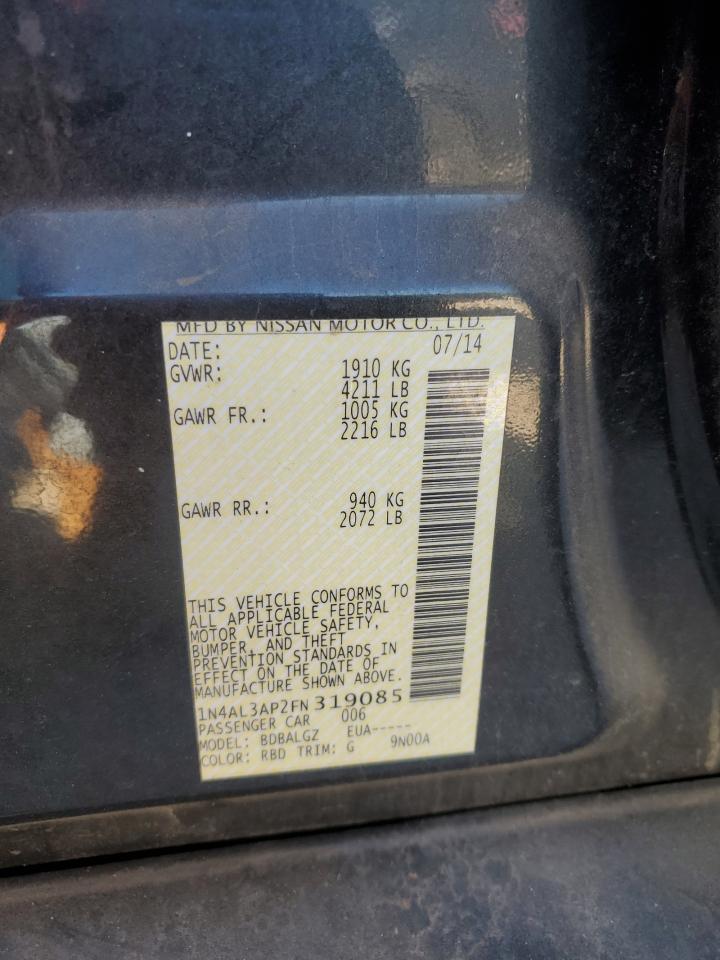 MFD BY NISSAN MOTOR CO., LTD.
DATE: 07/14
GVWR: 1910 KG
4211 LB
GAWR FR.: 1005 KG
2216 LB
GAWR RR.: 940 KG
2072 LB
THIS VEHICLE CONFORMS TO
ALL APPLICABLE FEDERAL
MOTOR VEHICLE SAFETY,
BUMPER, AND THEFT
PREVENTION STANDARDS IN
EFFECT ON THE DATE OF
MANUFACTURE SHOWN ABOVE.
1N4AL3AP2FN319085
PASSENGER CAR 006
MODEL: BDBALGZ EUA-----
COLOR: RBD TRIM: G 9N00A